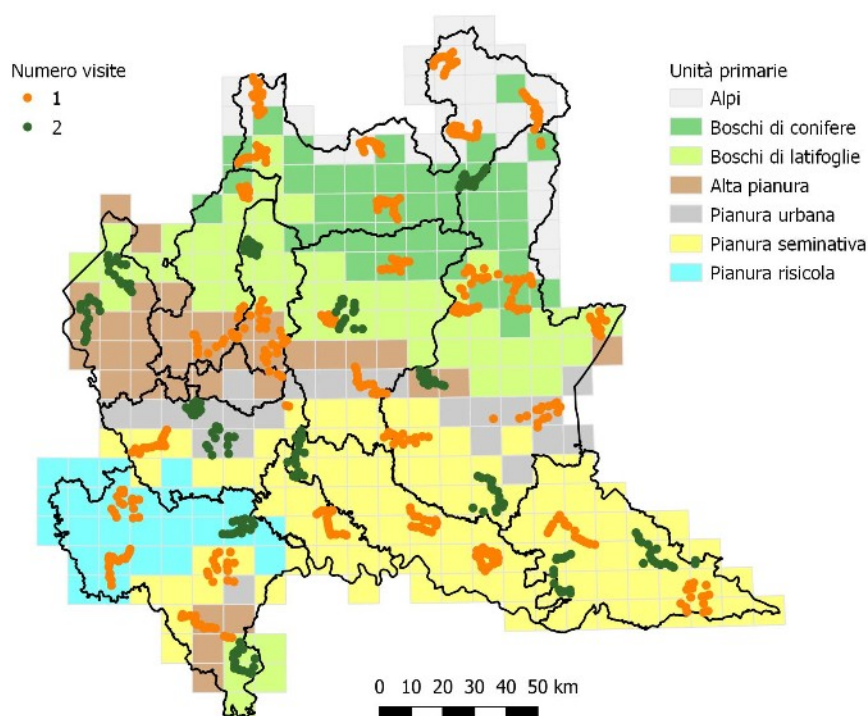 Numero visite
1
2
Unità primarie
Alpi
Boschi di conifere
Boschi di latifoglie
Alta pianura
Pianura urbana
Pianura seminativa
Pianura risicola
0 10 20 30 40 50 km